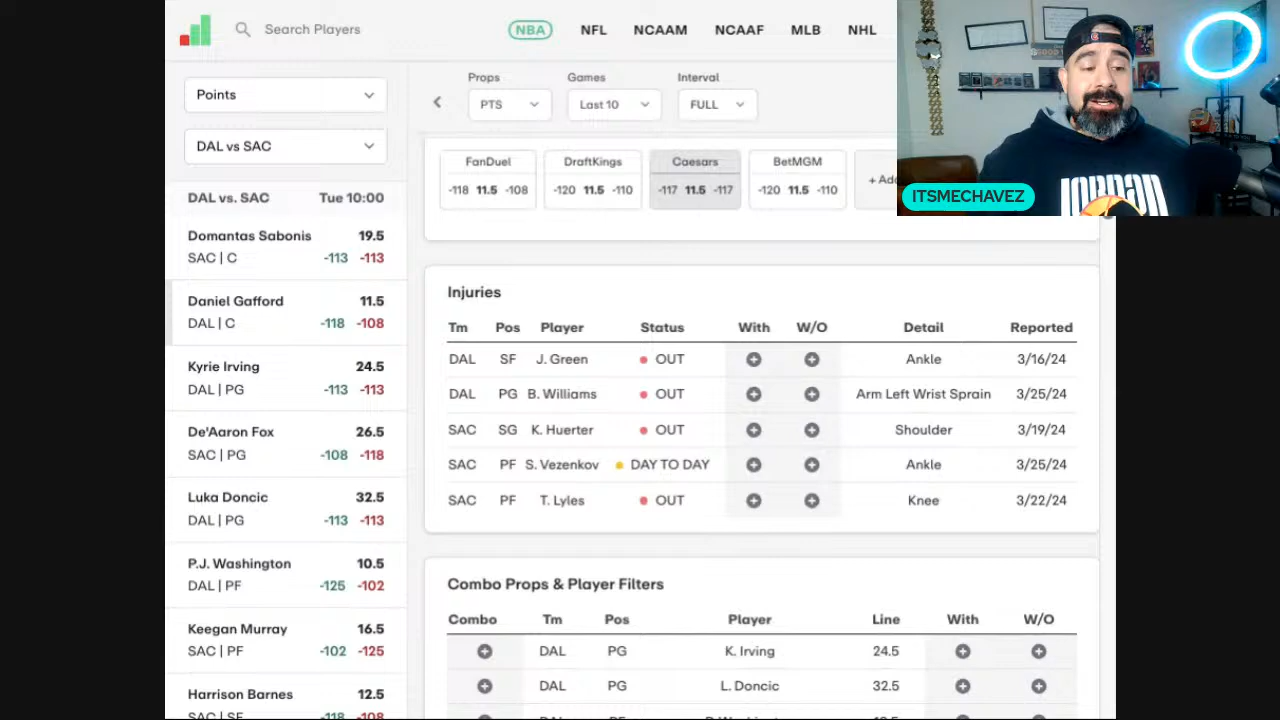 Search Players
NBA NFL NCAAM NCAAF MLB NHL
Points
DAL vs SAC
DAL vs. SAC Tue 10:00
Domantas Sabonis 19.5
SAC | C -113 -113
Daniel Gafford 11.5
DAL | C -118 -108
Kyrie Irving 24.5
DAL | PG -113 -113
De'Aaron Fox 26.5
SAC | PG -108 -118
Luka Doncic 32.5
DAL | PG -113 -113
P.J. Washington 10.5
DAL | PF -125 -102
Keegan Murray 16.5
SAC | PF -102 -125
Harrison Barnes 12.5
SAC | SF -118 -108
Props Games Interval
PTS Last 10 FULL
FanDuel DraftKings Caesars BetMGM
-118 11.5 -108 -120 11.5 -110 -117 11.5 -117 -120 11.5 -110
+ Add
ITSMECHAVEZ
JORDAN
Injuries
Tm Pos Player Status With W/O Detail Reported
DAL SF J. Green OUT Ankle 3/16/24
DAL PG B. Williams OUT Arm Left Wrist Sprain 3/25/24
SAC SG K. Huerter OUT Shoulder 3/19/24
SAC PF S. Vezenkov DAY TO DAY Ankle 3/25/24
SAC PF T. Lyles OUT Knee 3/22/24
Combo Props & Player Filters
Combo Tm Pos Player Line With W/O
DAL PG K. Irving 24.5
DAL PG L. Doncic 32.5